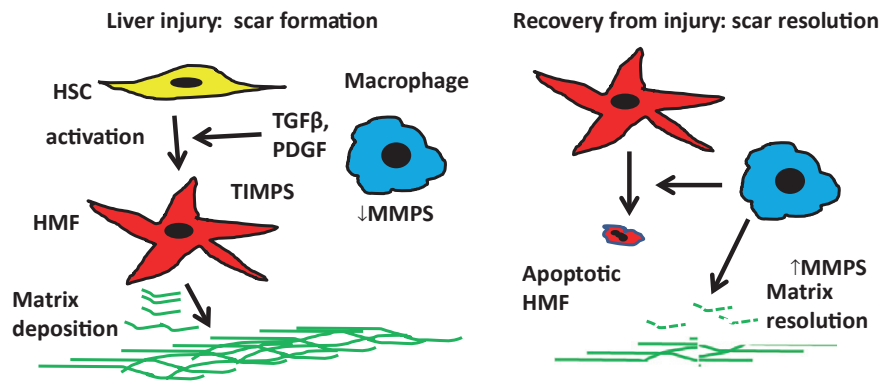 Liver injury: scar formation
HSC
Macrophage
activation
TGFβ,
PDGF
TIMPS
HMF
↓MMPS
Matrix
deposition
Recovery from injury: scar resolution
Apoptotic
HMF
↑MMPS
Matrix
resolution